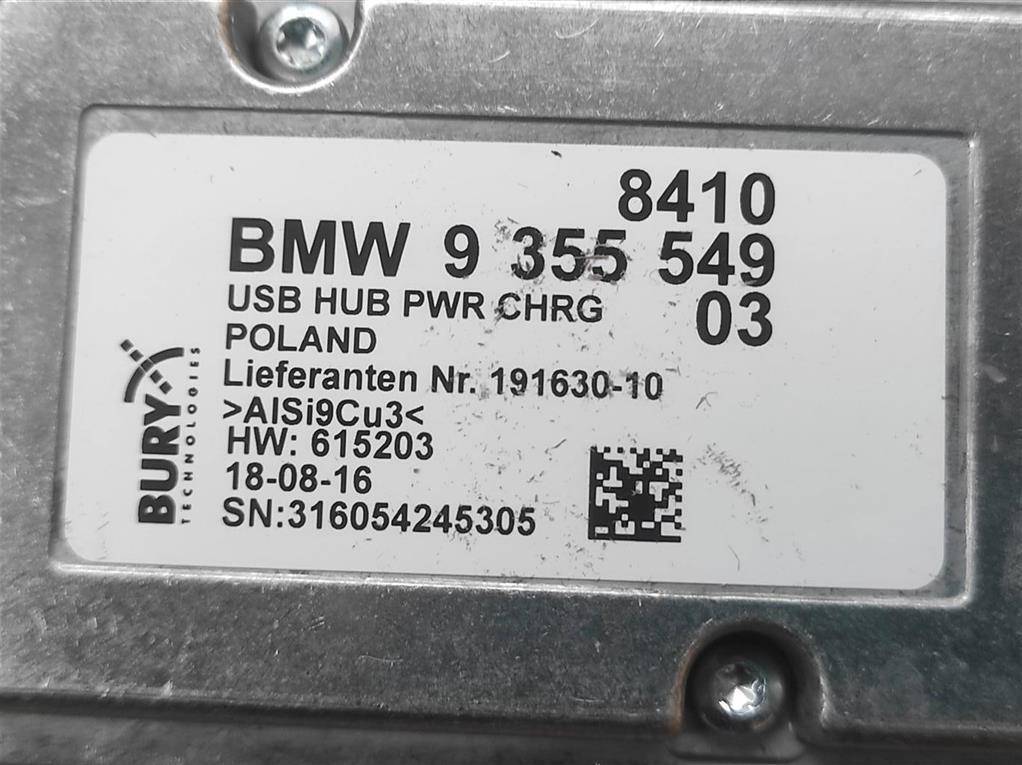 8410
BMW 9 355 549
USB HUB PWR CHRG 03
POLAND
Lieferanten Nr. 191630-10
>AlSi9Cu3<
HW: 615203
18-08-16
SN:316054245305
BURY
TECHNOLOGIES